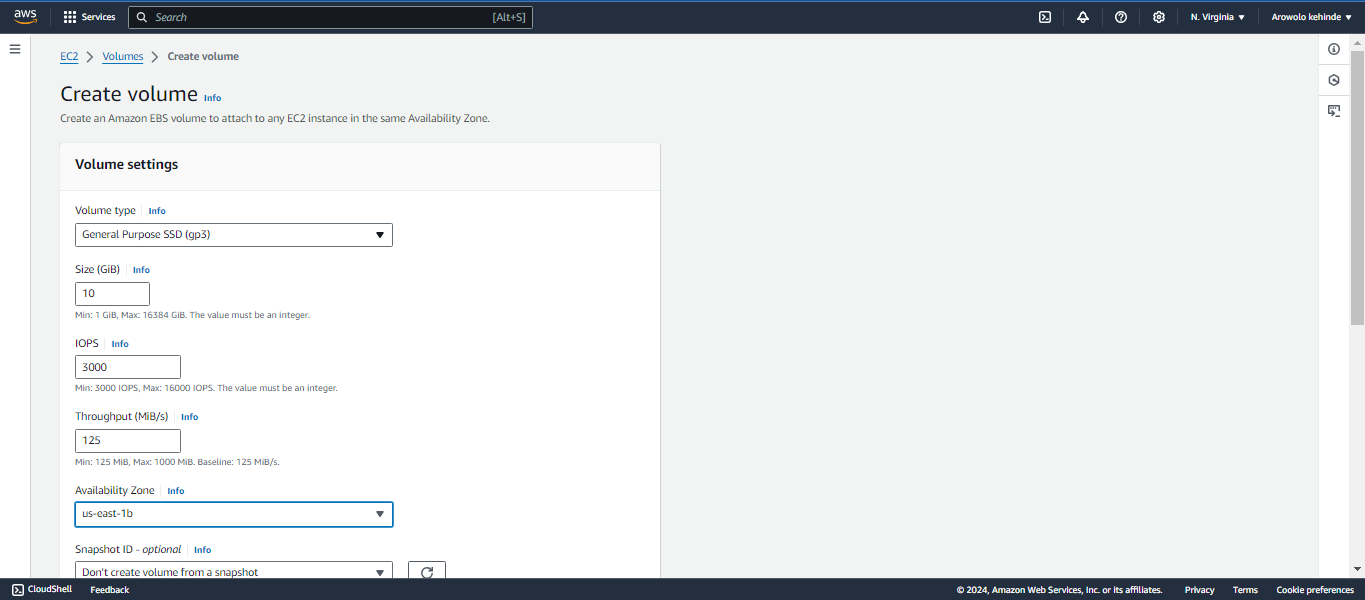 aws Services Search [Alt+S] N. Virginia Arowolo kehinde
EC2 Volumes Create volume
Create volume Info
Create an Amazon EBS volume to attach to any EC2 instance in the same Availability Zone.
Volume settings
Volume type Info
General Purpose SSD (gp3)
Size (GiB) Info
10
Min: 1 GiB, Max: 16384 GiB. The value must be an integer.
IOPS Info
3000
Min: 3000 IOPS, Max: 16000 IOPS. The value must be an integer.
Throughput (MiB/s) Info
125
Min: 125 MiB, Max: 1000 MiB. Baseline: 125 MiB/s.
Availability Zone Info
us-east-1b
Snapshot ID - optional Info
Don't create volume from a snapshot
CloudShell Feedback © 2024, Amazon Web Services, Inc. or its affiliates. Privacy Terms Cookie preferences